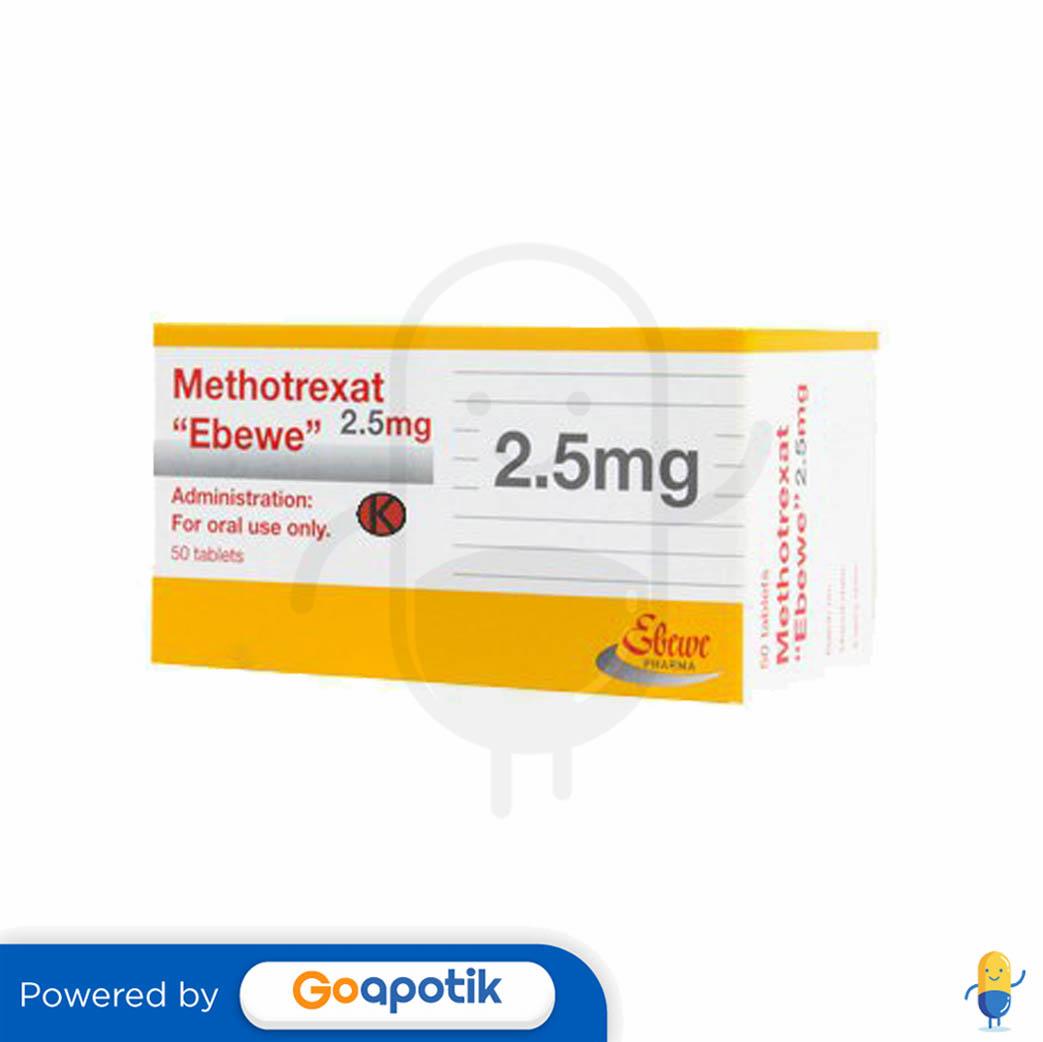 Methotrexat
“Ebewe” 2.5mg
Administration:
For oral use only.
K
50 tablets
2.5mg
Ebewe
PHARMA
50 tablets
Methotrexat
“Ebewe” 2.5mg
Powered by Goapotik